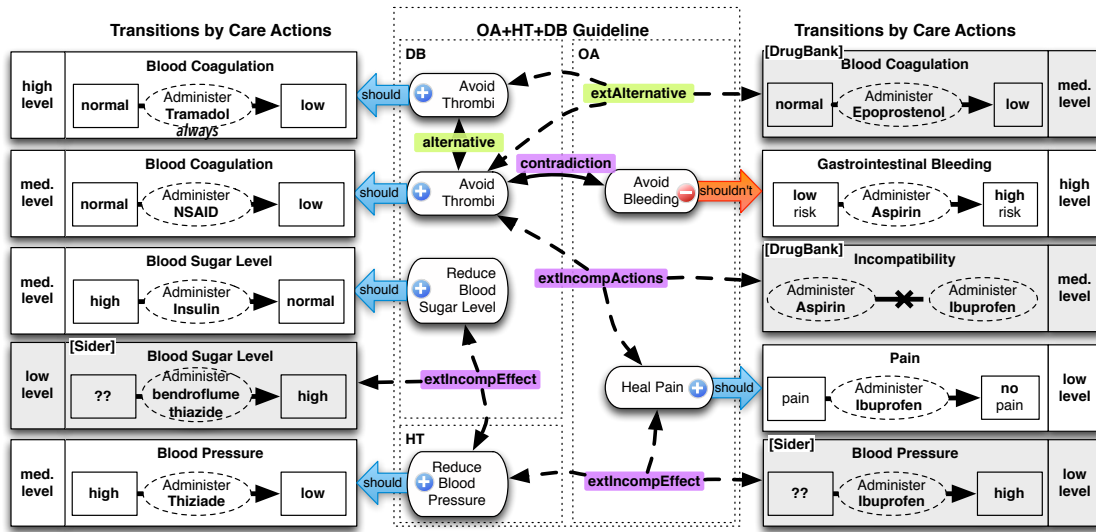 Transitions by Care Actions
high
level
Blood Coagulation
normal
Administer
Tramadol
always
low
med.
level
Blood Coagulation
normal
Administer
NSAID
low
med.
level
Blood Sugar Level
high
Administer
Insulin
normal
low
level
[Sider]
Blood Sugar Level
??
Administer
bendroflume
thiazide
high
med.
level
Blood Pressure
high
Administer
Thiziade
low
OA+HT+DB Guideline
DB
should
Avoid
Thrombi
alternative
should
Avoid
Thrombi
should
Reduce
Blood
Sugar Level
extIncompEffect
HT
should
Reduce
Blood
Pressure
OA
extAlternative
contradiction
Avoid
Bleeding
shouldn't
extIncompActions
Heal Pain
should
extIncompEffect
Transitions by Care Actions
[DrugBank]
Blood Coagulation
normal
Administer
Epoprostenol
low
med.
level
Gastrointestinal Bleeding
low
risk
Administer
Aspirin
high
risk
high
level
[DrugBank]
Incompatibility
Administer
Aspirin
Administer
Ibuprofen
med.
level
Pain
pain
Administer
Ibuprofen
no
pain
low
level
[Sider]
Blood Pressure
??
Administer
Ibuprofen
high
low
level